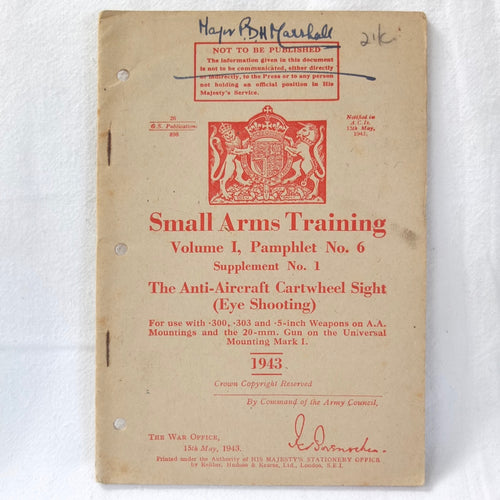 Major P.D.H Marshall
21K
NOT TO BE PUBLISHED
The information given in this document
is not to be communicated, either directly
or indirectly, to the Press or to any person
not holding an official position in His
Majesty's Service.
26
G.S. Publications
898
Notified in
A.C.Is.
15th May,
1943.
Small Arms Training
Volume I, Pamphlet No. 6
Supplement No. 1
The Anti-Aircraft Cartwheel Sight
(Eye Shooting)
For use with ·300, ·303 and ·5-inch Weapons on A.A.
Mountings and the 20-mm. Gun on the Universal
Mounting Mark I.
1943.
Crown Copyright Reserved
By Command of the Army Council,
THE WAR OFFICE,
15th May, 1943.
Printed under the Authority of HIS MAJESTY'S STATIONERY OFFICE
by Keliher, Hudson & Kearns, Ltd., London, S.E.1